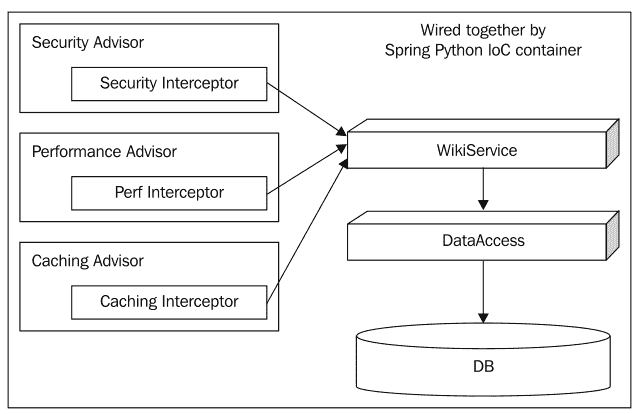 Security Advisor
Security Interceptor
Wired together by
Spring Python IoC container
Performance Advisor
Perf Interceptor
WikiService
DataAccess
Caching Advisor
Caching Interceptor
DB